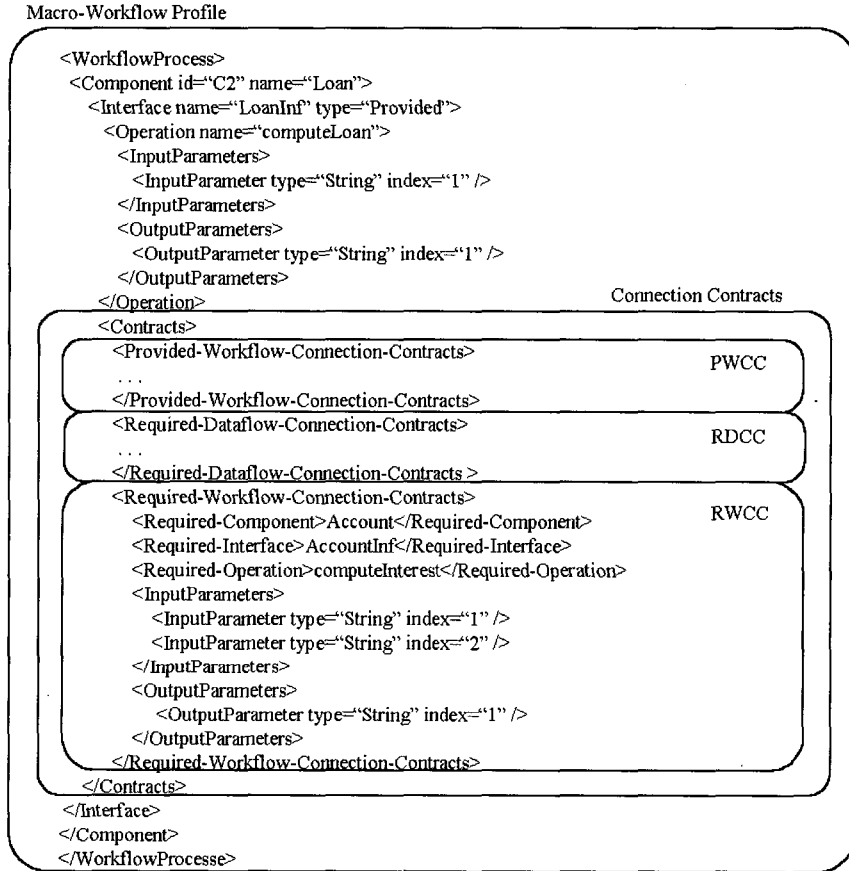 Macro-Workflow Profile
<WorkflowProcess>
<Component id=“C2” name=“Loan”>
<Interface name=“LoanInf” type=“Provided”>
<Operation name=“computeLoan”>
<InputParameters>
<InputParameter type=“String” index=“1” />
</InputParameters>
<OutputParameters>
<OutputParameter type=“String” index=“1” />
</OutputParameters>
</Operation>
Connection Contracts
<Contracts>
<Provided-Workflow-Connection-Contracts>
PWCC
. . .
</Provided-Workflow-Connection-Contracts>
<Required-Dataflow-Connection-Contracts>
RDCC
. . .
</Required-Dataflow-Connection-Contracts >
<Required-Workflow-Connection-Contracts>
RWCC
<Required-Component>Account</Required-Component>
<Required-Interface>AccountInf</Required-Interface>
<Required-Operation>computeInterest</Required-Operation>
<InputParameters>
<InputParameter type=“String” index=“1” />
<InputParameter type=“String” index=“2” />
</InputParameters>
<OutputParameters>
<OutputParameter type=“String” index=“1” />
</OutputParameters>
</Required-Workflow-Connection-Contracts>
</Contracts>
</Interface>
</Component>
</WorkflowProcesse>